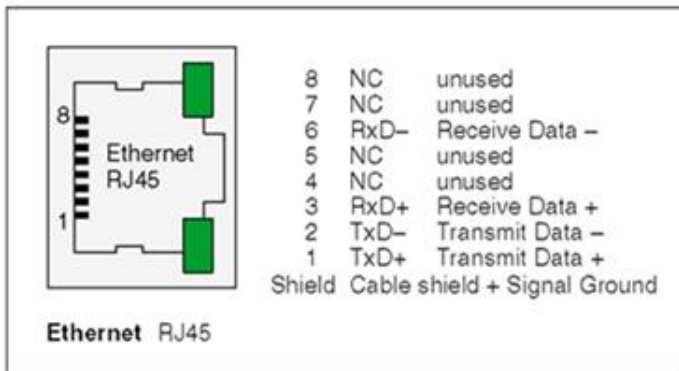 8 NC unused
7 NC unused
6 RxD– Receive Data –
5 NC unused
4 NC unused
3 RxD+ Receive Data +
2 TxD– Transmit Data –
1 TxD+ Transmit Data +
Shield Cable shield + Signal Ground
8
Ethernet
RJ45
1
Ethernet RJ45